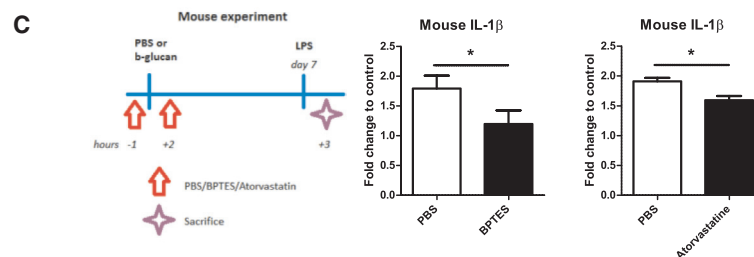 C
Mouse experiment
PBS or
b-glucan
LPS
day 7
hours -1 +2 +3
PBS/BPTES/Atorvastatin
Sacrifice
Mouse IL-1β
*
Fold change to control
2.5
2.0
1.5
1.0
0.5
0.0
PBS
BPTES
Mouse IL-1β
*
Fold change to control
2.5
2.0
1.5
1.0
0.5
0.0
PBS
Atorvastatine